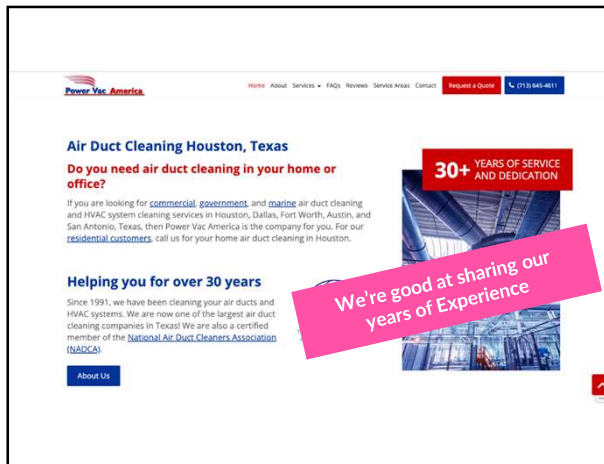 Power Vac America
Home About Services FAQs Reviews Service Areas Contact Request a Quote (713) 645-4611
Air Duct Cleaning Houston, Texas
Do you need air duct cleaning in your home or
office?
If you are looking for commercial, government, and marine air duct cleaning
and HVAC system cleaning services in Houston, Dallas, Fort Worth, Austin, and
San Antonio, Texas, then Power Vac America is the company for you. For our
residential customers, call us for your home air duct cleaning in Houston.
30+ YEARS OF SERVICE
AND DEDICATION
Helping you for over 30 years
Since 1991, we have been cleaning your air ducts and
HVAC systems. We are now one of the largest air duct
cleaning companies in Texas! We are also a certified
member of the National Air Duct Cleaners Association
(NADCA).
About Us
We're good at sharing our
years of Experience